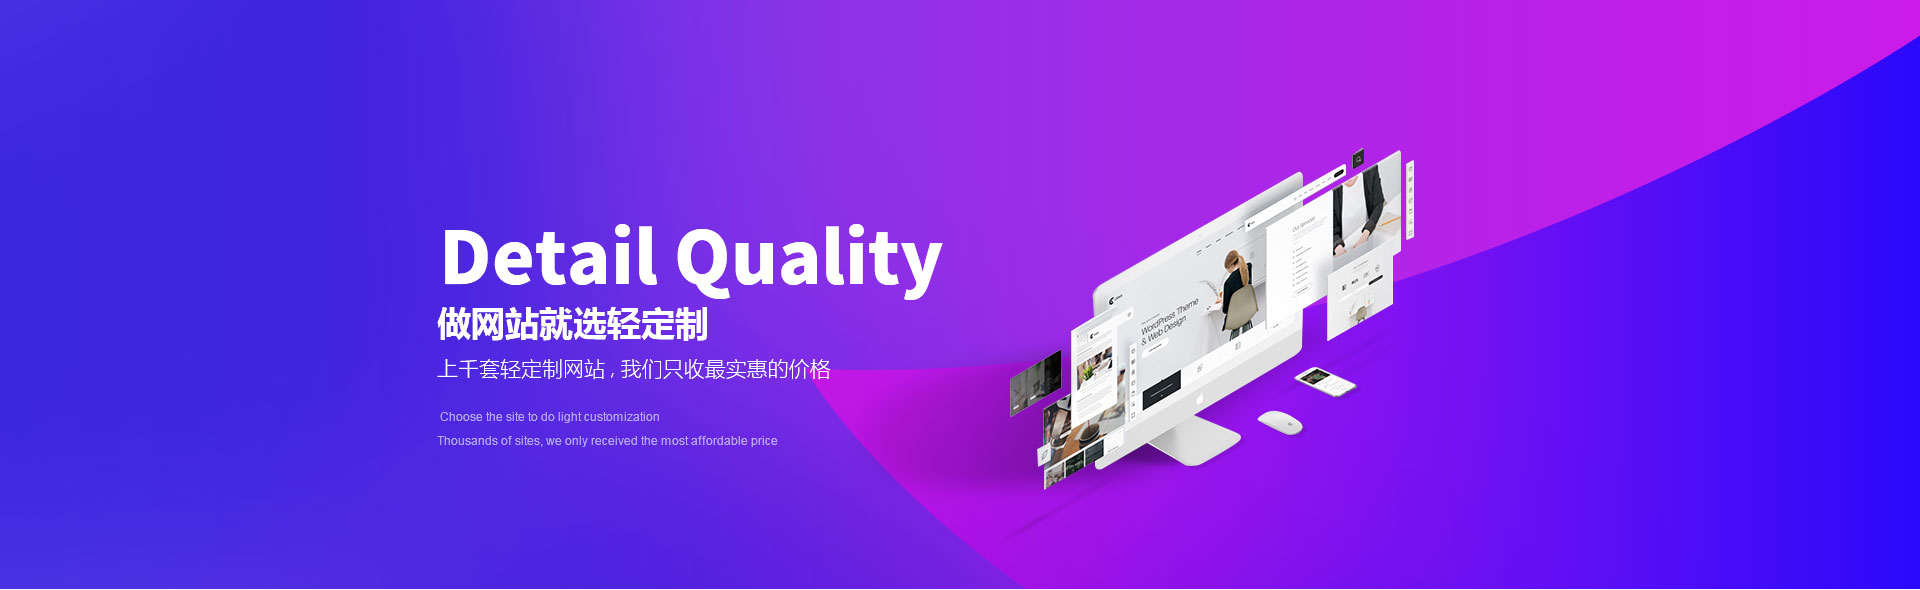 Detail Quality
做网站就选轻定制
上千套轻定制网站，我们只收最实惠的价格
Choose the site to do light customization
Thousands of sites, we only received the most affordable price
WordPress Theme
& Web Design
Our Services